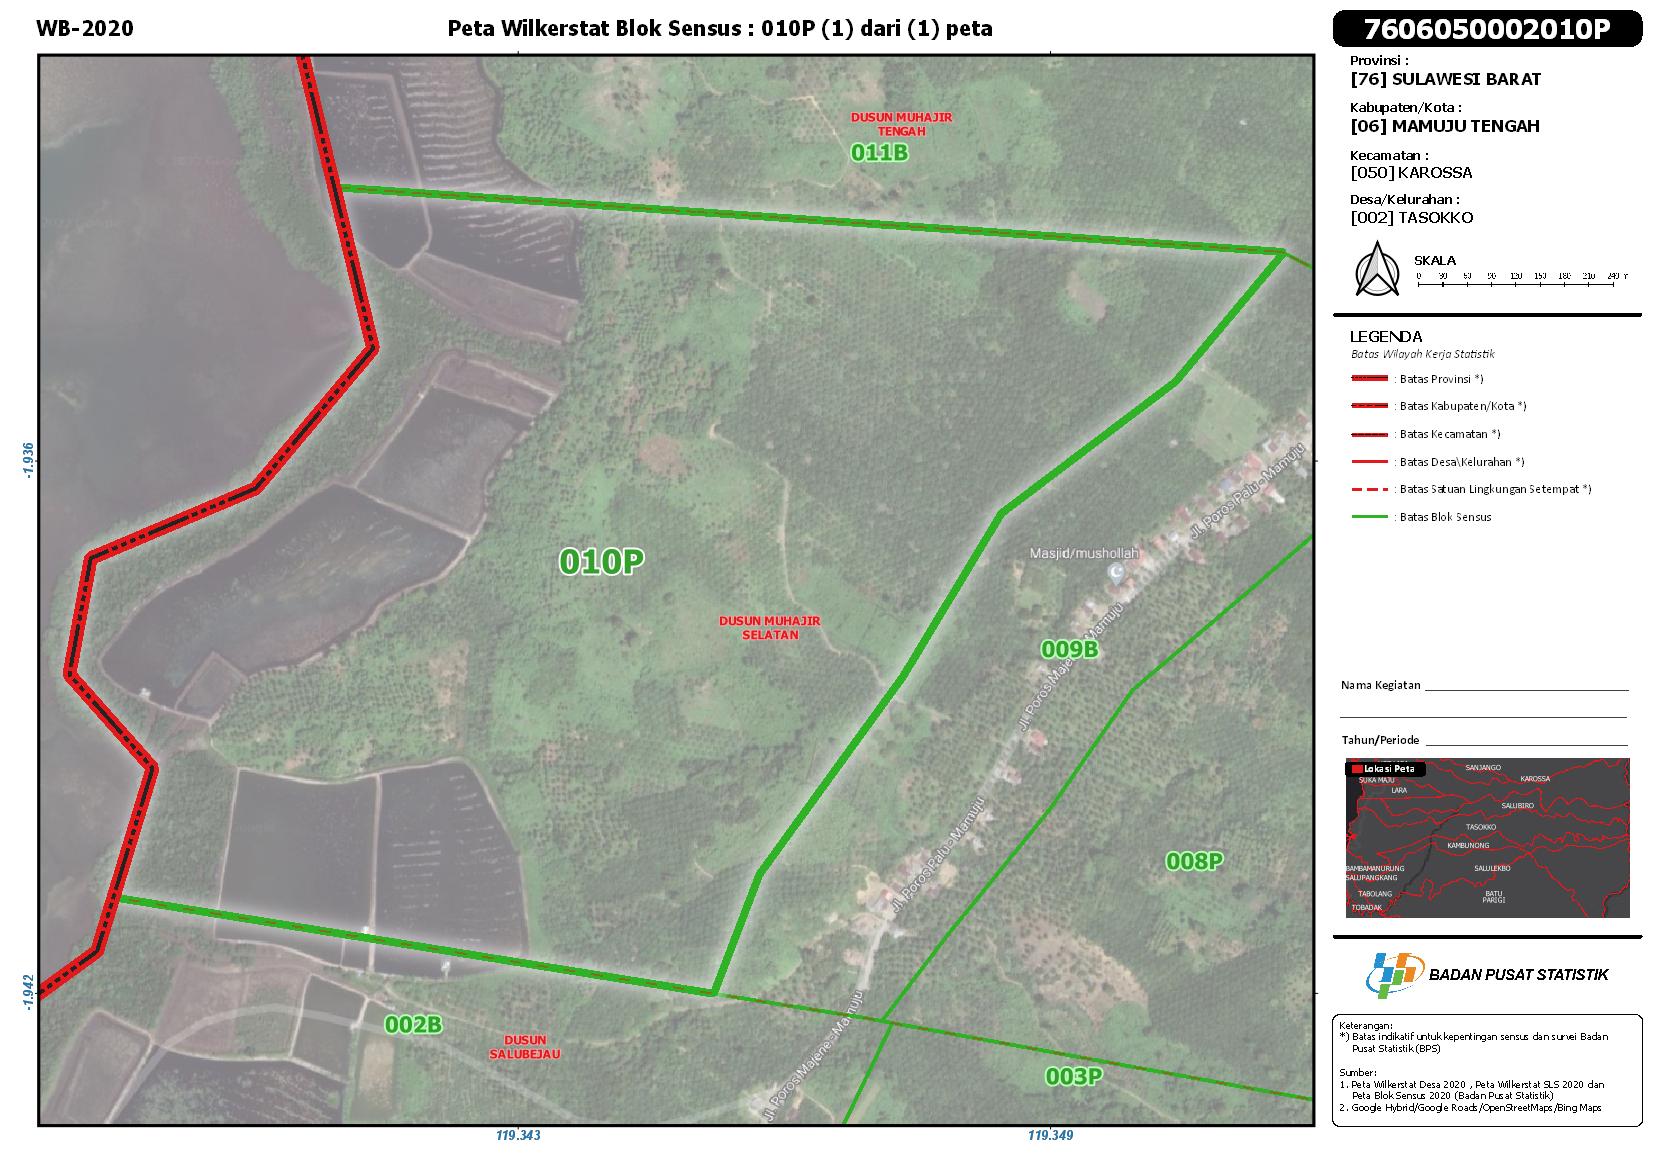 WB-2020
Peta Wilkerstat Blok Sensus : 010P (1) dari (1) peta
7606050002010P
Provinsi :
[76] SULAWESI BARAT
Kabupaten/Kota :
[06] MAMUJU TENGAH
Kecamatan :
[050] KAROSSA
Desa/Kelurahan :
[002] TASOKKO
SKALA
0 30 60 90 120 150 180 210 240 m
LEGENDA
Batas Wilayah Kerja Statistik
: Batas Provinsi *)
: Batas Kabupaten/Kota *)
: Batas Kecamatan *)
: Batas Desa\Kelurahan *)
: Batas Satuan Lingkungan Setempat *)
: Batas Blok Sensus
Nama Kegiatan
Tahun/Periode
Lokasi Peta
SANJANGO
SUKA MAJU
KAROSSA
LARA
SALUBIRO
TASOKKO
KAMBUNONG
BAMBAMANURUNG
SALUPANGKANG
SALULEKBO
TABOLANG
BATU
PARIGI
TOBADAK
BADAN PUSAT STATISTIK
Keterangan:
*) Batas indikatif untuk kepentingan sensus dan survei Badan
Pusat Statistik (BPS)
Sumber:
1. Peta Wilkerstat Desa 2020 , Peta Wilkerstat SLS 2020 dan
Peta Blok Sensus 2020 (Badan Pusat Statistik)
2. Google Hybrid/Google Roads/OpenStreetMaps/Bing Maps
DUSUN MUHAJIR
TENGAH
011B
-1.936
Jl. Poros Palu - Mamuju
Masjid/mushollah
010P
DUSUN MUHAJIR
SELATAN
009B
Jl. Poros Majene - Mamuju
Jl. Poros Palu - Mamuju
008P
-1.942
002B
DUSUN
SALUBEJAU
Jl. Poros Majene - Mamuju
003P
119.343
119.349